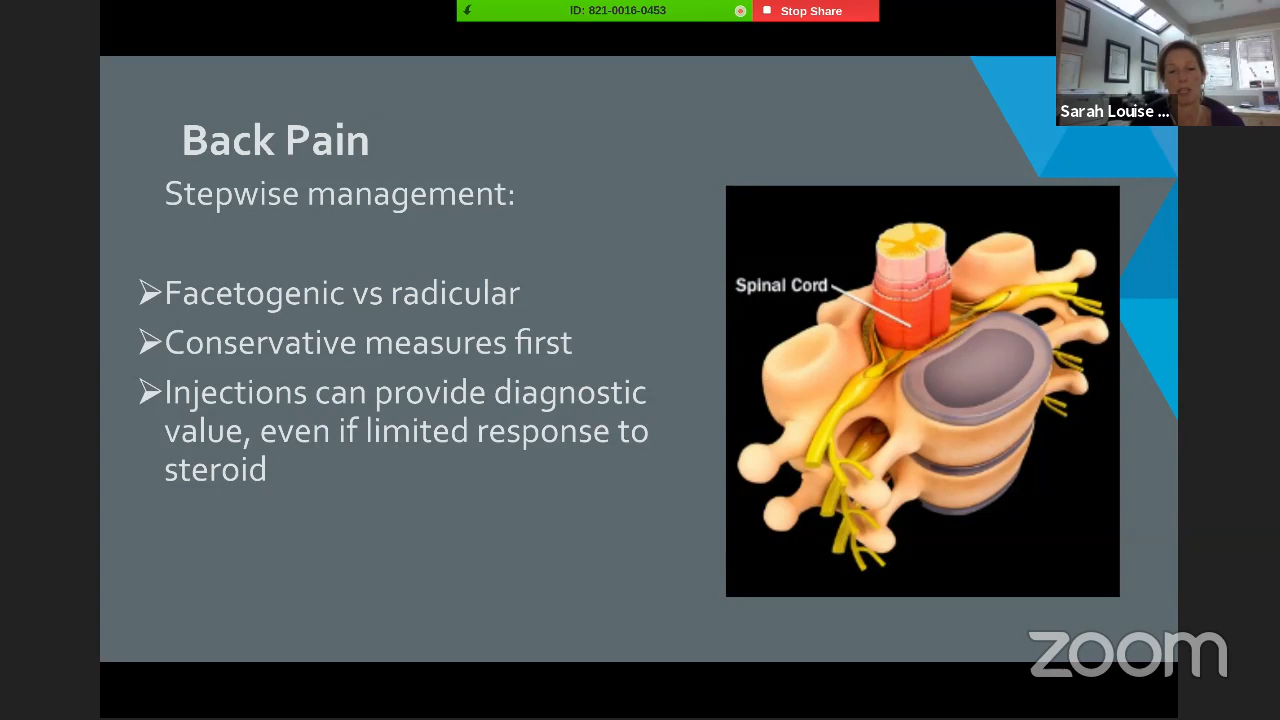 ID: 821-0016-0453
Stop Share
Sarah Louise ...
Back Pain
Stepwise management:
Facetogenic vs radicular
Conservative measures first
Injections can provide diagnostic
value, even if limited response to
steroid
Spinal Cord
zoom